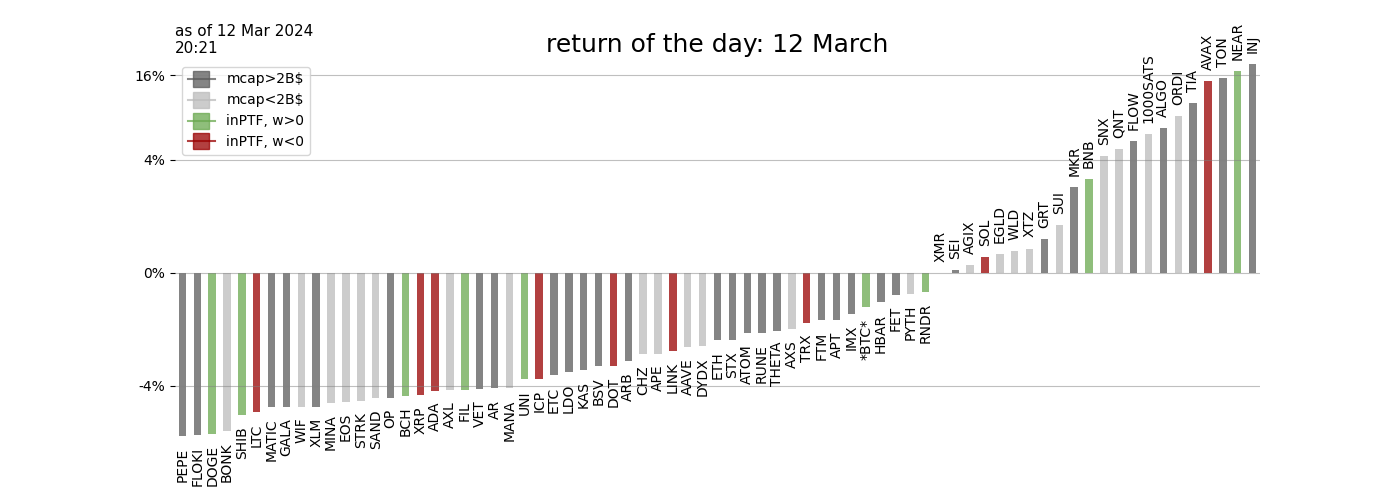 as of 12 Mar 2024
20:21
return of the day: 12 March
mcap>2B$
mcap<2B$
inPTF, w>0
inPTF, w<0
16%
4%
0%
-4%
PEPE
FLOKI
DOGE
BONK
SHIB
LTC
MATIC
GALA
WIF
XLM
MINA
EOS
STRK
SAND
OP
BCH
XRP
ADA
AXL
FIL
VET
AR
MANA
UNI
ICP
ETC
LDO
KAS
BSV
DOT
ARB
CHZ
APE
LINK
AAVE
DYDX
ETH
STX
ATOM
RUNE
THETA
AXS
TRX
FTM
APT
IMX
*BTC*
HBAR
FET
PYTH
RNDR
XMR
SEI
AGIX
SOL
EGLD
WLD
XTZ
GRT
SUI
MKR
BNB
SNX
QNT
FLOW
1000SATS
ALGO
ORDI
TIA
AVAX
TON
NEAR
INJ